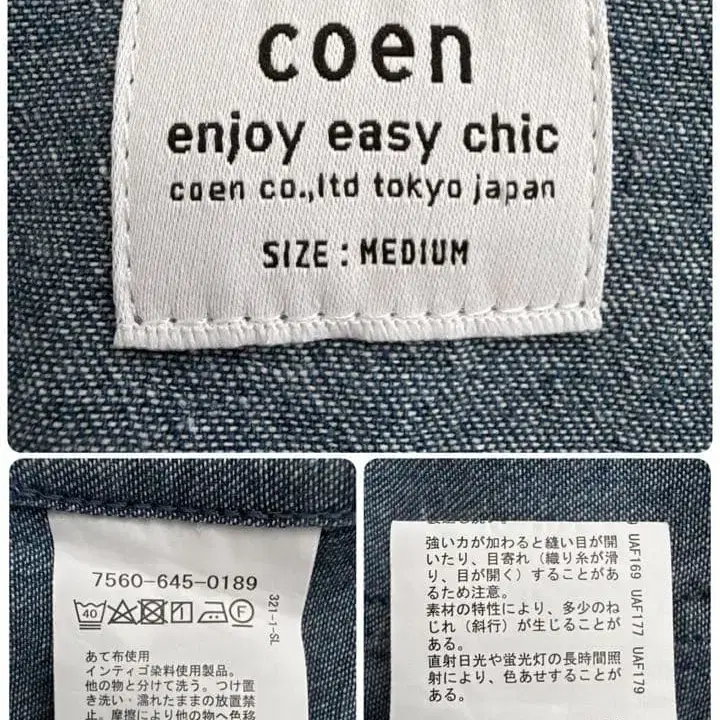 coen
enjoy easy chic
coen co.,ltd tokyo japan
SIZE : MEDIUM
7560-645-0189
40
F
321-1-SL
あて布使用
インディゴ染料使用製品。
他の物と分けて洗う。つけ置
き洗い・濡れたままの放置禁
止。摩擦により他の物へ色移
強い力が加わると縫い目が開
いたり、目寄れ（織り糸が滑
り、目が開く）することがあ
るため注意。
素材の特性により、多少のね
じれ（斜行）が生じることが
ある。
直射日光や蛍光灯の長時間照
射により、色あせすることが
ある。
UAF169 UAF177 UAF179